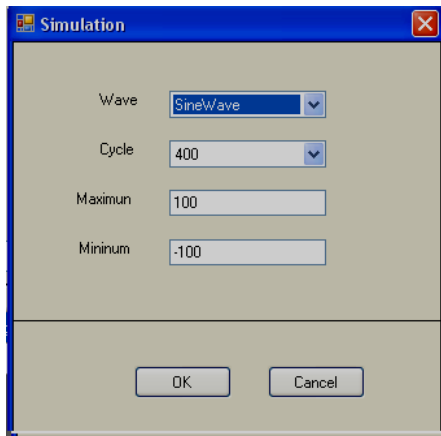 Simulation
Wave SineWave
Cycle 400
Maximun 100
Mininum -100
OK Cancel